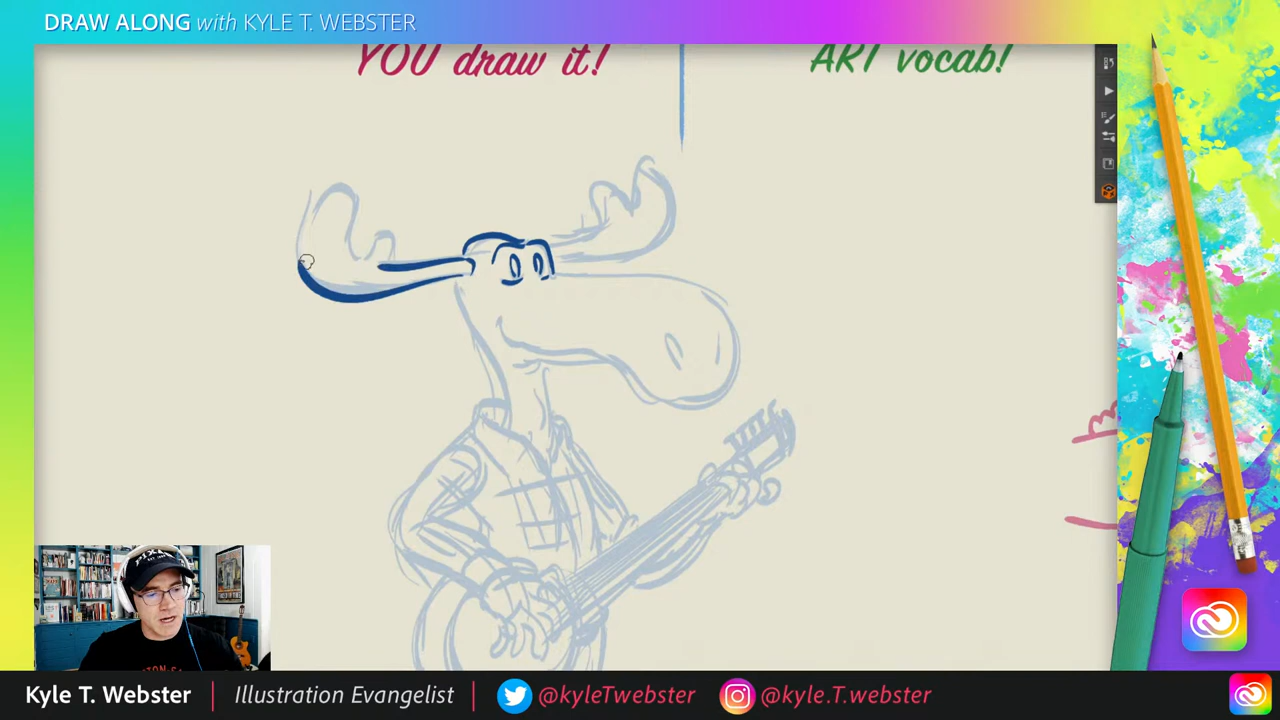 DRAW ALONG with KYLE T. WEBSTER
YOU draw it!
ART vocab!
Kyle T. Webster
Illustration Evangelist
@kyleTwebster
@kyle.T.webster